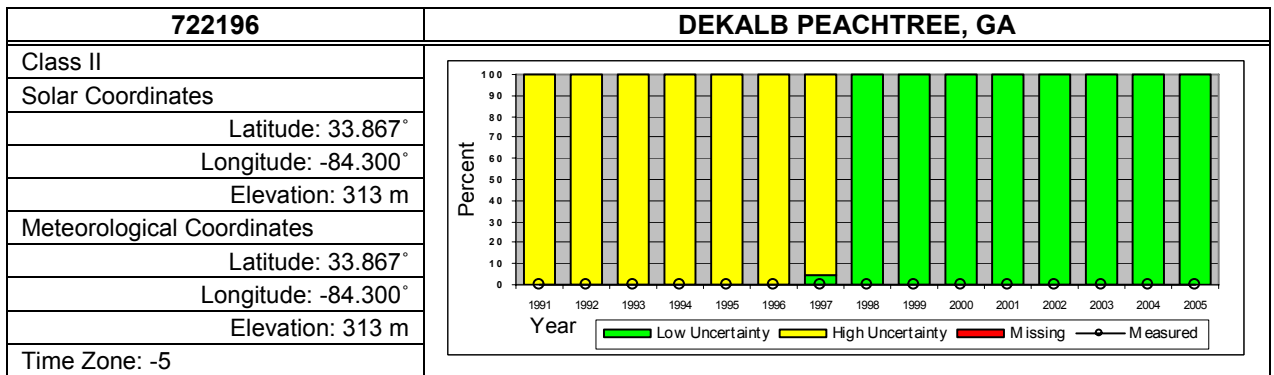 722196
DEKALB PEACHTREE, GA
Class II
Solar Coordinates
Latitude: 33.867˚
Longitude: -84.300˚
Elevation: 313 m
Meteorological Coordinates
Latitude: 33.867˚
Longitude: -84.300˚
Elevation: 313 m
Time Zone: -5
Percent
100
90
80
70
60
50
40
30
20
10
0
1991 1992 1993 1994 1995 1996 1997 1998 1999 2000 2001 2002 2003 2004 2005
Year
Low Uncertainty High Uncertainty Missing Measured